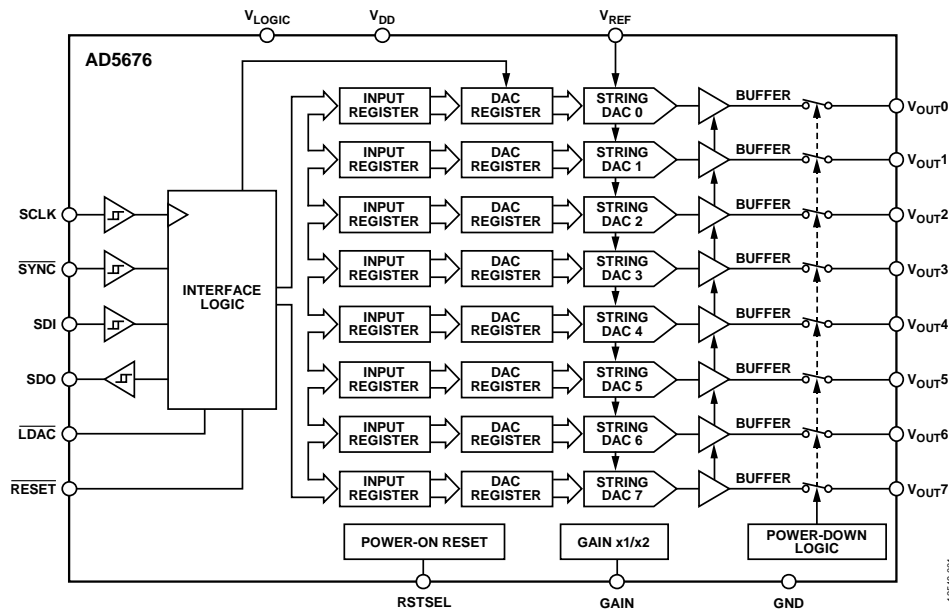 VLOGIC VDD VREF
AD5676
INPUT REGISTER DAC REGISTER STRING DAC 0 BUFFER VOUT0
INPUT REGISTER DAC REGISTER STRING DAC 1 BUFFER VOUT1
INPUT REGISTER DAC REGISTER STRING DAC 2 BUFFER VOUT2
INPUT REGISTER DAC REGISTER STRING DAC 3 BUFFER VOUT3
INPUT REGISTER DAC REGISTER STRING DAC 4 BUFFER VOUT4
INPUT REGISTER DAC REGISTER STRING DAC 5 BUFFER VOUT5
INPUT REGISTER DAC REGISTER STRING DAC 6 BUFFER VOUT6
INPUT REGISTER DAC REGISTER STRING DAC 7 BUFFER VOUT7
SCLK
SYNC
SDI
SDO
LDAC
RESET
INTERFACE
LOGIC
POWER-ON RESET
GAIN x1/x2
POWER-DOWN
LOGIC
RSTSEL GAIN GND